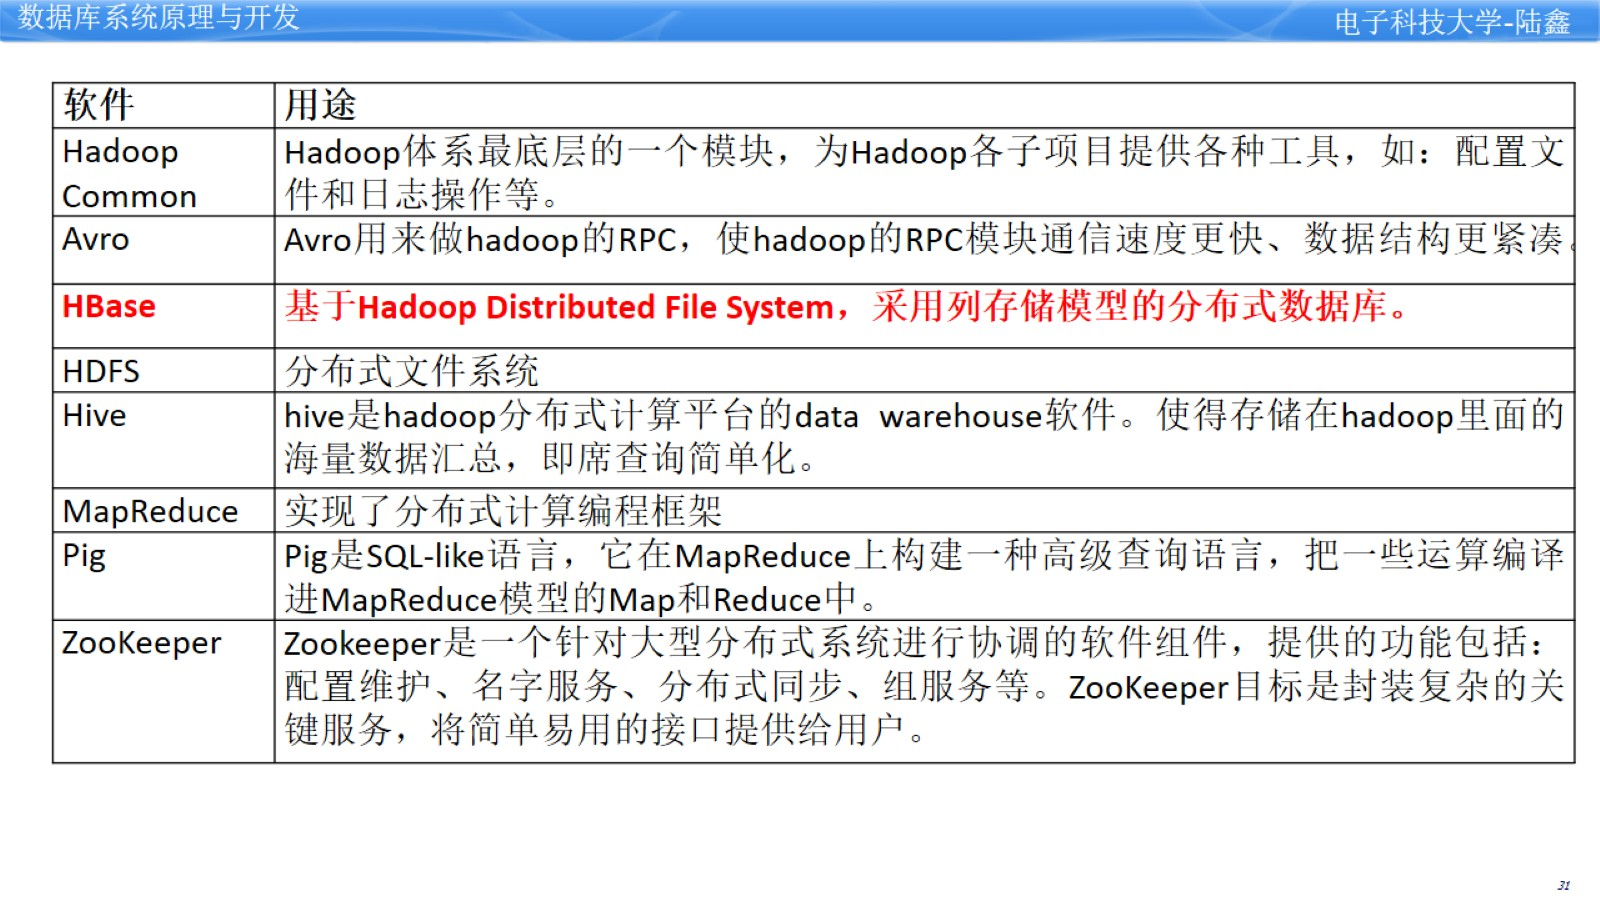 数据库系统原理与开发
电子科技大学-陆鑫
软件
用途
Hadoop
Common
Hadoop体系最底层的一个模块，为Hadoop各子项目提供各种工具，如：配置文
件和日志操作等。
Avro
Avro用来做hadoop的RPC，使hadoop的RPC模块通信速度更快、数据结构更紧凑。
HBase
基于Hadoop Distributed File System，采用列存储模型的分布式数据库。
HDFS
分布式文件系统
Hive
hive是hadoop分布式计算平台的data warehouse软件。使得存储在hadoop里面的
海量数据汇总，即席查询简单化。
MapReduce
实现了分布式计算编程框架
Pig
Pig是SQL-like语言，它在MapReduce上构建一种高级查询语言，把一些运算编译
进MapReduce模型的Map和Reduce中。
ZooKeeper
Zookeeper是一个针对大型分布式系统进行协调的软件组件，提供的功能包括：
配置维护、名字服务、分布式同步、组服务等。ZooKeeper目标是封装复杂的关
键服务，将简单易用的接口提供给用户。
31